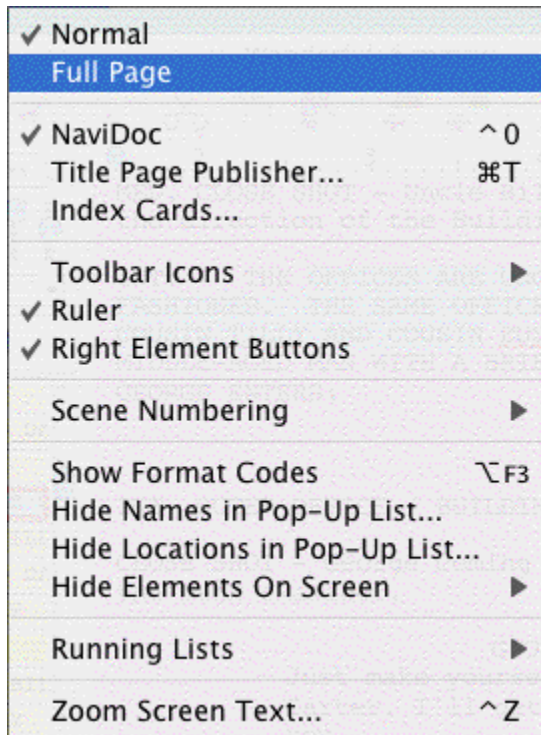 ✓ Normal
Full Page
✓ NaviDoc ^0
Title Page Publisher... ⌘T
Index Cards...
Toolbar Icons ▶
✓ Ruler
✓ Right Element Buttons
Scene Numbering ▶
Show Format Codes ⌥F3
Hide Names in Pop-Up List...
Hide Locations in Pop-Up List...
Hide Elements On Screen ▶
Running Lists ▶
Zoom Screen Text... ^Z